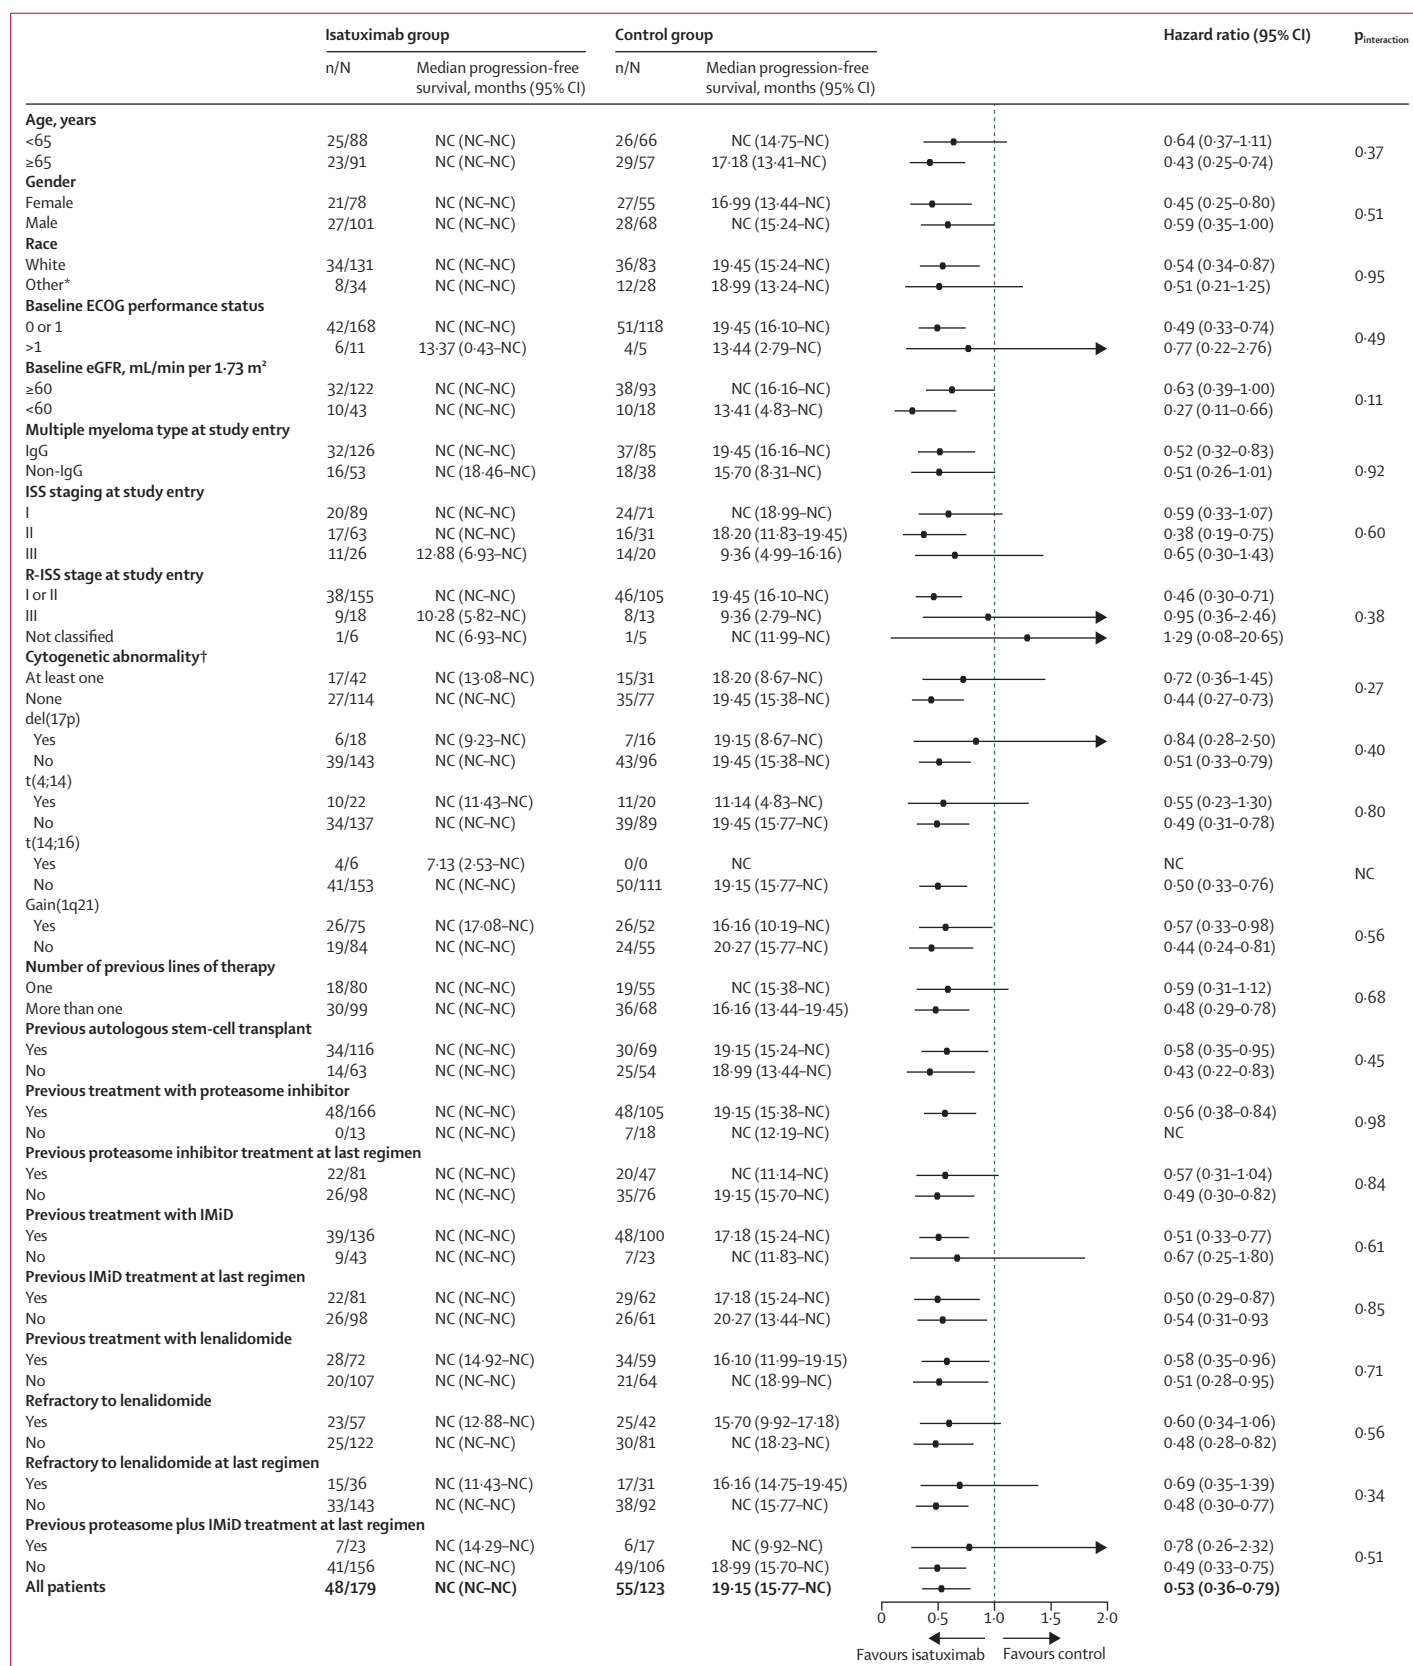 Isatuximab group Control group Hazard ratio (95% CI) pinteraction
n/N Median progression-free survival, months (95% CI) n/N Median progression-free survival, months (95% CI)
Age, years
<65 25/88 NC (NC–NC) 26/66 NC (14·75–NC) 0·64 (0·37–1·11)
0·37
≥65 23/91 NC (NC–NC) 29/57 17·18 (13·41–NC) 0·43 (0·25–0·74)
Gender
Female 21/78 NC (NC–NC) 27/55 16·99 (13·44–NC) 0·45 (0·25–0·80)
0·51
Male 27/101 NC (NC–NC) 28/68 NC (15·24–NC) 0·59 (0·35–1·00)
Race
White 34/131 NC (NC–NC) 36/83 19·45 (15·24–NC) 0·54 (0·34–0·87)
0·95
Other* 8/34 NC (NC–NC) 12/28 18·99 (13·24–NC) 0·51 (0·21–1·25)
Baseline ECOG performance status
0 or 1 42/168 NC (NC–NC) 51/118 19·45 (16·10–NC) 0·49 (0·33–0·74)
0·49
>1 6/11 13·37 (0·43–NC) 4/5 13·44 (2·79–NC) 0·77 (0·22–2·76)
Baseline eGFR, mL/min per 1·73 m²
≥60 32/122 NC (NC–NC) 38/93 NC (16·16–NC) 0·63 (0·39–1·00)
0·11
<60 10/43 NC (NC–NC) 10/18 13·41 (4·83–NC) 0·27 (0·11–0·66)
Multiple myeloma type at study entry
IgG 32/126 NC (NC–NC) 37/85 19·45 (16·16–NC) 0·52 (0·32–0·83)
Non-IgG 16/53 NC (18·46–NC) 18/38 15·70 (8·31–NC) 0·51 (0·26–1·01) 0·92
ISS staging at study entry
I 20/89 NC (NC–NC) 24/71 NC (18·99–NC) 0·59 (0·33–1·07)
II 17/63 NC (NC–NC) 16/31 18·20 (11·83–19·45) 0·38 (0·19–0·75) 0·60
III 11/26 12·88 (6·93–NC) 14/20 9·36 (4·99–16·16) 0·65 (0·30–1·43)
R-ISS stage at study entry
I or II 38/155 NC (NC–NC) 46/105 19·45 (16·10–NC) 0·46 (0·30–0·71)
III 9/18 10·28 (5·82–NC) 8/13 9·36 (2·79–NC) 0·95 (0·36–2·46) 0·38
Not classified 1/6 NC (6·93–NC) 1/5 NC (11·99–NC) 1·29 (0·08–20·65)
Cytogenetic abnormality†
At least one 17/42 NC (13·08–NC) 15/31 18·20 (8·67–NC) 0·72 (0·36–1·45)
0·27
None 27/114 NC (NC–NC) 35/77 19·45 (15·38–NC) 0·44 (0·27–0·73)
del(17p)
Yes 6/18 NC (9·23–NC) 7/16 19·15 (8·67–NC) 0·84 (0·28–2·50)
0·40
No 39/143 NC (NC–NC) 43/96 19·45 (15·38–NC) 0·51 (0·33–0·79)
t(4;14)
Yes 10/22 NC (11·43–NC) 11/20 11·14 (4·83–NC) 0·55 (0·23–1·30)
0·80
No 34/137 NC (NC–NC) 39/89 19·45 (15·77–NC) 0·49 (0·31–0·78)
t(14;16)
Yes 4/6 7·13 (2·53–NC) 0/0 NC NC
NC
No 41/153 NC (NC–NC) 50/111 19·15 (15·77–NC) 0·50 (0·33–0·76)
Gain(1q21)
Yes 26/75 NC (17·08–NC) 26/52 16·16 (10·19–NC) 0·57 (0·33–0·98)
0·56
No 19/84 NC (NC–NC) 24/55 20·27 (15·77–NC) 0·44 (0·24–0·81)
Number of previous lines of therapy
One 18/80 NC (NC–NC) 19/55 NC (15·38–NC) 0·59 (0·31–1·12)
0·68
More than one 30/99 NC (NC–NC) 36/68 16·16 (13·44–19·45) 0·48 (0·29–0·78)
Previous autologous stem-cell transplant
Yes 34/116 NC (NC–NC) 30/69 19·15 (15·24–NC) 0·58 (0·35–0·95)
0·45
No 14/63 NC (NC–NC) 25/54 18·99 (13·44–NC) 0·43 (0·22–0·83)
Previous treatment with proteasome inhibitor
Yes 48/166 NC (NC–NC) 48/105 19·15 (15·38–NC) 0·56 (0·38–0·84)
0·98
No 0/13 NC (NC–NC) 7/18 NC (12·19–NC) NC
Previous proteasome inhibitor treatment at last regimen
Yes 22/81 NC (NC–NC) 20/47 NC (11·14–NC) 0·57 (0·31–1·04)
0·84
No 26/98 NC (NC–NC) 35/76 19·15 (15·70–NC) 0·49 (0·30–0·82)
Previous treatment with IMiD
Yes 39/136 NC (NC–NC) 48/100 17·18 (15·24–NC) 0·51 (0·33–0·77)
0·61
No 9/43 NC (NC–NC) 7/23 NC (11·83–NC) 0·67 (0·25–1·80)
Previous IMiD treatment at last regimen
Yes 22/81 NC (NC–NC) 29/62 17·18 (15·24–NC) 0·50 (0·29–0·87)
0·85
No 26/98 NC (NC–NC) 26/61 20·27 (13·44–NC) 0·54 (0·31–0·93
Previous treatment with lenalidomide
Yes 28/72 NC (14·92–NC) 34/59 16·10 (11·99–19·15) 0·58 (0·35–0·96)
0·71
No 20/107 NC (NC–NC) 21/64 NC (18·99–NC) 0·51 (0·28–0·95)
Refractory to lenalidomide
Yes 23/57 NC (12·88–NC) 25/42 15·70 (9·92–17·18) 0·60 (0·34–1·06)
0·56
No 25/122 NC (NC–NC) 30/81 NC (18·23–NC) 0·48 (0·28–0·82)
Refractory to lenalidomide at last regimen
Yes 15/36 NC (11·43–NC) 17/31 16·16 (14·75–19·45) 0·69 (0·35–1·39)
0·34
No 33/143 NC (NC–NC) 38/92 NC (15·77–NC) 0·48 (0·30–0·77)
Previous proteasome plus IMiD treatment at last regimen
Yes 7/23 NC (14·29–NC) 6/17 NC (9·92–NC) 0·78 (0·26–2·32)
0·51
No 41/156 NC (NC–NC) 49/106 18·99 (15·70–NC) 0·49 (0·33–0·75)
All patients 48/179 NC (NC–NC) 55/123 19·15 (15·77–NC) 0·53 (0·36–0·79)
0 0·5 1·0 1·5 2·0
Favours isatuximab Favours control